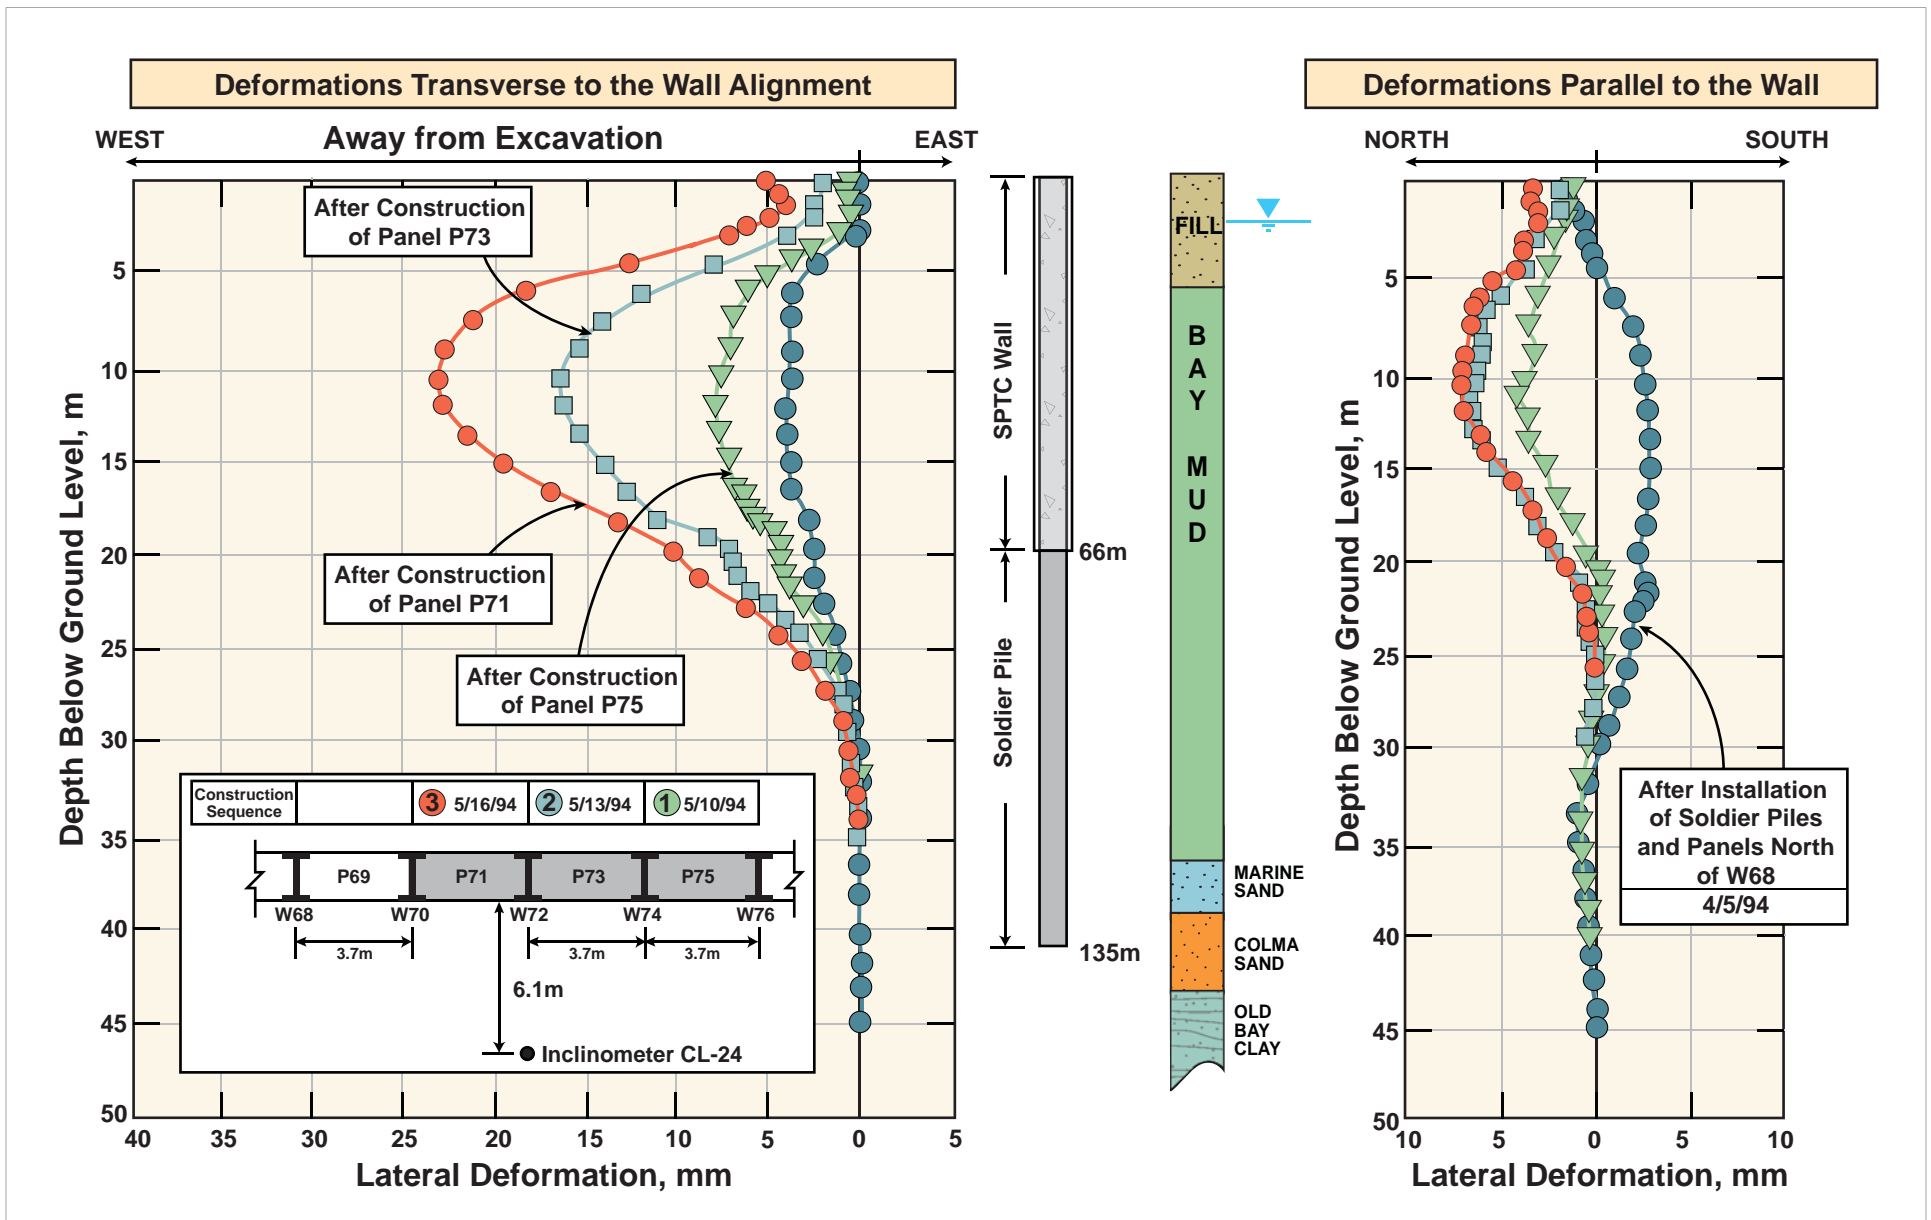 Deformations Transverse to the Wall Alignment
Deformations Parallel to the Wall
WEST
Away from Excavation
EAST
NORTH
SOUTH
After Construction
of Panel P73
After Construction
of Panel P71
After Construction
of Panel P75
Depth Below Ground Level, m
5
10
15
20
25
30
35
40
45
50
40
35
30
25
20
15
10
5
0
5
Lateral Deformation, mm
Construction
Sequence
3 5/16/94
2 5/13/94
1 5/10/94
P69
P71
P73
P75
W68
W70
W72
W74
W76
3.7m
3.7m
3.7m
6.1m
Inclinometer CL-24
SPTC Wall
66m
Soldier Pile
135m
FILL
BAY MUD
MARINE
SAND
COLMA
SAND
OLD
BAY
CLAY
Depth Below Ground Level, m
5
10
15
20
25
30
35
40
45
50
After Installation
of Soldier Piles
and Panels North
of W68
4/5/94
10
5
0
5
10
Lateral Deformation, mm